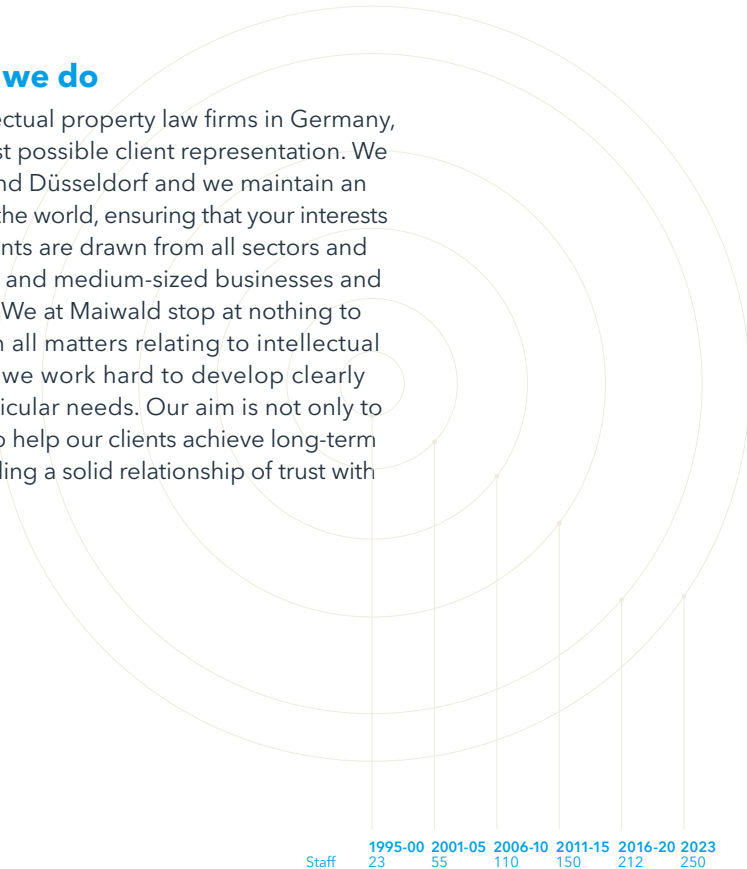 we do
ectual property law firms in Germany,
st possible client representation. We
nd Düsseldorf and we maintain an
the world, ensuring that your interests
nts are drawn from all sectors and
and medium-sized businesses and
We at Maiwald stop at nothing to
n all matters relating to intellectual
we work hard to develop clearly
icular needs. Our aim is not only to
o help our clients achieve long-term
ling a solid relationship of trust with
1995-00 2001-05 2006-10 2011-15 2016-20 2023
Staff 23 55 110 150 212 250